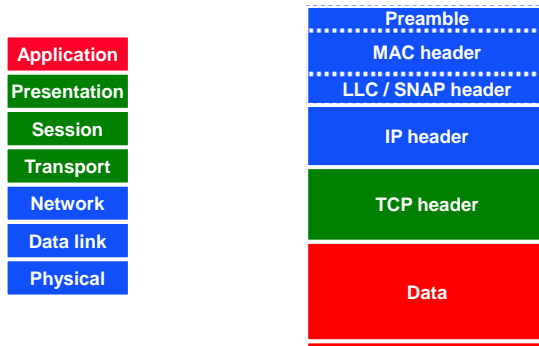 Application
Presentation
Session
Transport
Network
Data link
Physical
Preamble
MAC header
LLC / SNAP header
IP header
TCP header
Data